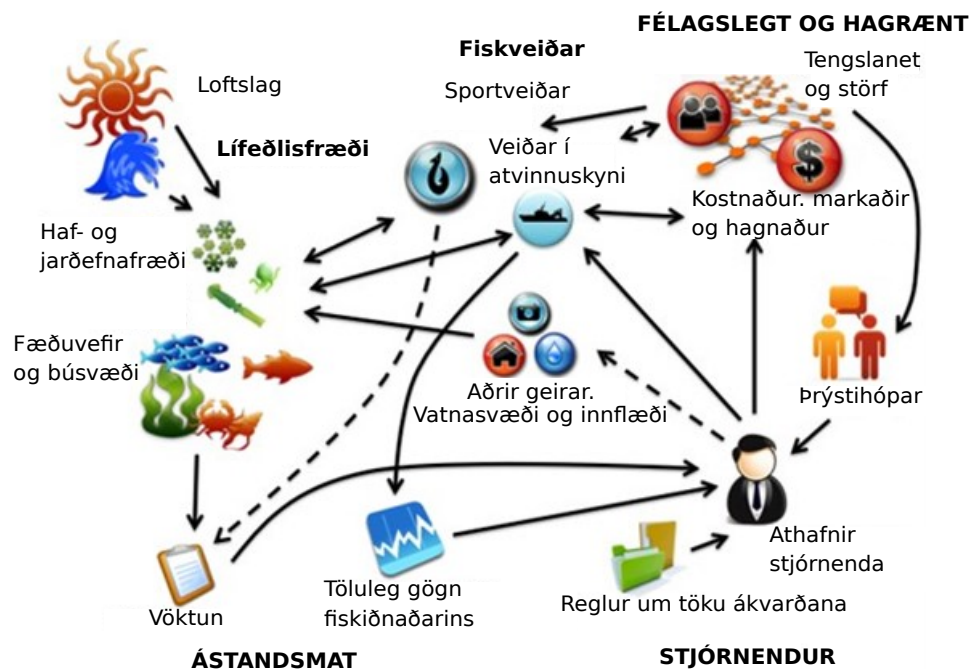 FÉLAGSLEGT OG HAGRÆNT
Fiskveiðar
Tengslanet
og störf
Loftslag
Sportveiðar
Lífeðlisfræði
Veiðar í
atvinnuskyni
Kostnaður. markaðir
og hagnaður
Haf- og
jarðefnafræði
Fæðuvefir
og búsvæði
Aðrir geirar.
Vatnasvæði og innflæði
Þrýstihópar
Athafnir
stjórnenda
Töluleg gögn
fiskiðnaðarins
Reglur um töku ákvarðana
Vöktun
ÁSTANDSMAT
STJÓRNENDUR